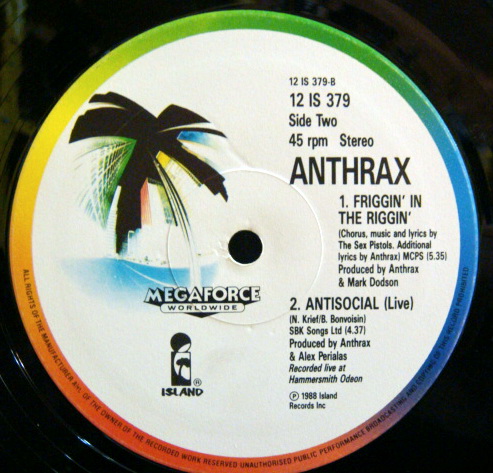 12 IS 379-B
12 IS 379
Side Two
45 rpm Stereo
ANTHRAX
1. FRIGGIN' IN
THE RIGGIN'
(Chorus, music and lyrics by
The Sex Pistols. Additional
lyrics by Anthrax) MCPS (5.35)
Produced by Anthrax
& Mark Dodson
2. ANTISOCIAL (Live)
(N. Krief/B. Bonvoisin)
SBK Songs Ltd (4.37)
Produced by Anthrax
& Alex Perialas
Recorded live at
Hammersmith Odeon
℗ 1988 Island
Records Inc
MEGAFORCE
WORLDWIDE
ISLAND ®
ALL RIGHTS OF THE MANUFACTURER AND OF THE OWNER OF THE RECORDED WORK RESERVED UNAUTHORISED PUBLIC PERFORMANCE BROADCASTING AND COPYING OF THIS RECORD PROHIBITED